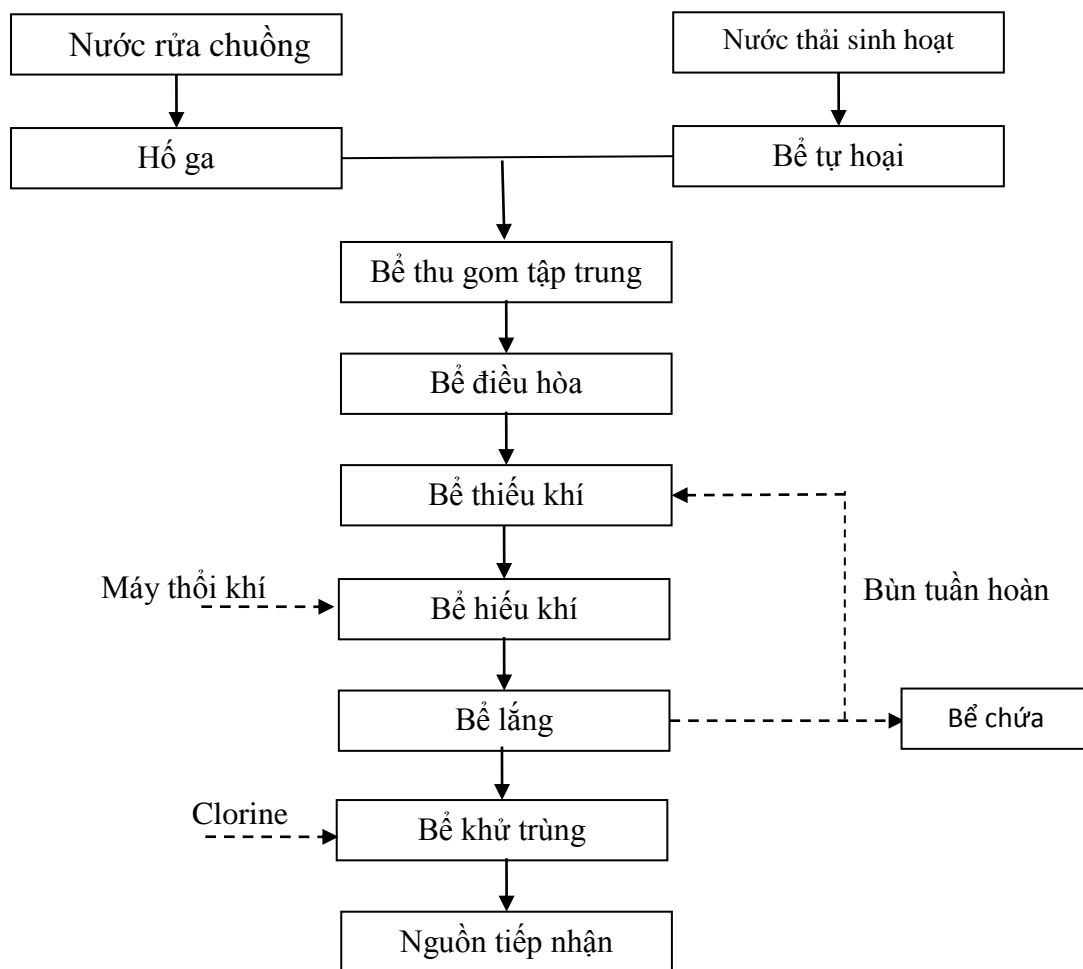 Nước rửa chuồng
Nước thải sinh hoạt
Hố ga
Bể tự hoại
Bể thu gom tập trung
Bể điều hòa
Bể thiếu khí
Máy thổi khí
Bể hiếu khí
Bùn tuần hoàn
Bể lắng
Bể chứa
Clorine
Bể khử trùng
Nguồn tiếp nhận